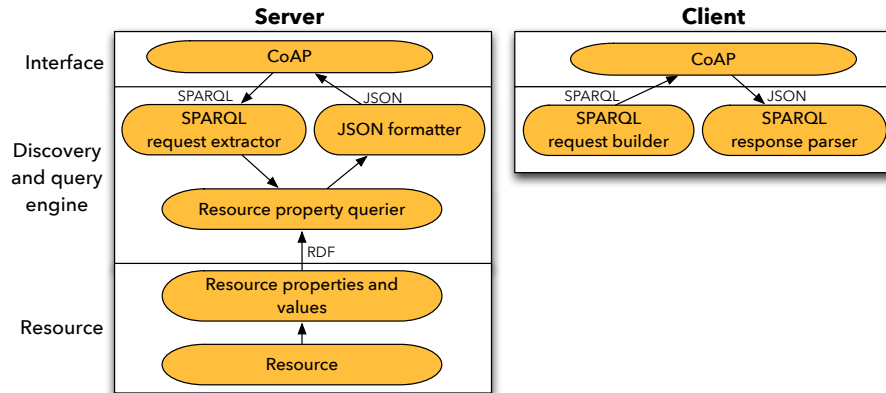 Server
Client
Interface
CoAP
CoAP
SPARQL
JSON
SPARQL
JSON
Discovery
and query
engine
SPARQL
request extractor
JSON formatter
SPARQL
request builder
SPARQL
response parser
Resource property querier
RDF
Resource
Resource properties and
values
Resource